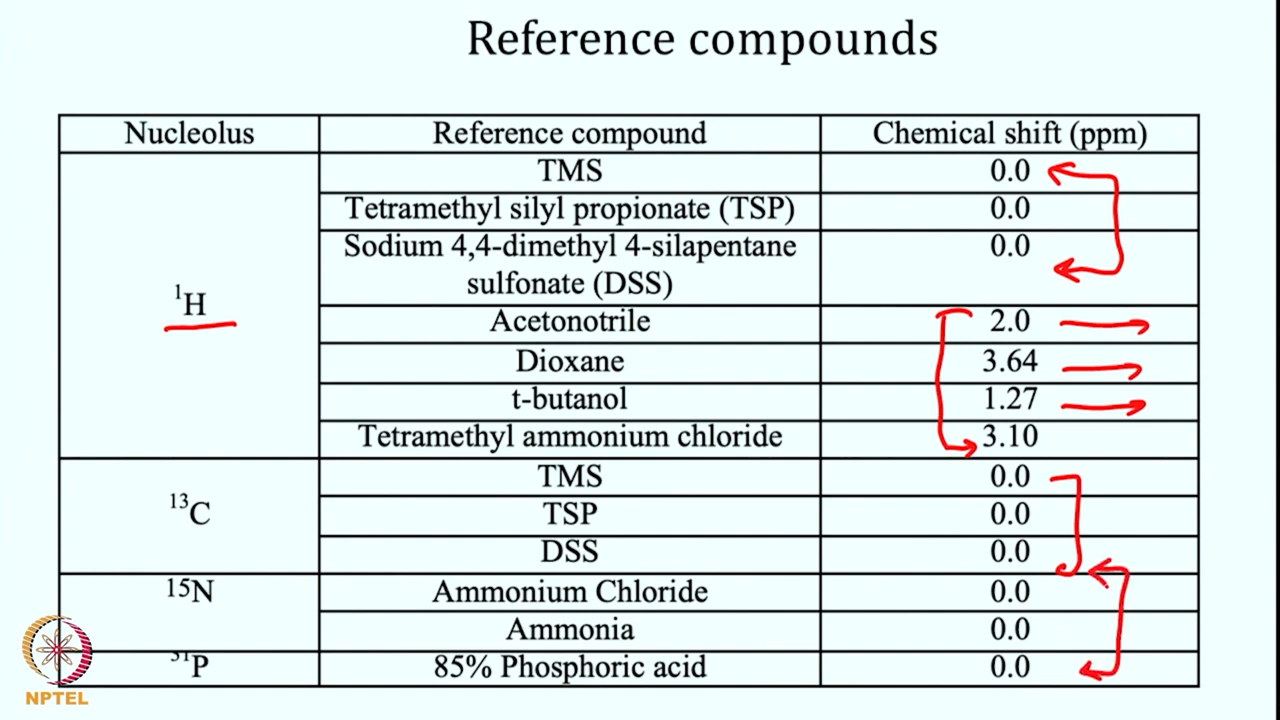 Reference compounds
Nucleolus Reference compound Chemical shift (ppm)
¹H TMS 0.0
Tetramethyl silyl propionate (TSP) 0.0
Sodium 4,4-dimethyl 4-silapentane 0.0
sulfonate (DSS)
Acetonotrile 2.0
Dioxane 3.64
t-butanol 1.27
Tetramethyl ammonium chloride 3.10
¹³C TMS 0.0
TSP 0.0
DSS 0.0
¹⁵N Ammonium Chloride 0.0
Ammonia 0.0
³¹P 85% Phosphoric acid 0.0
NPTEL